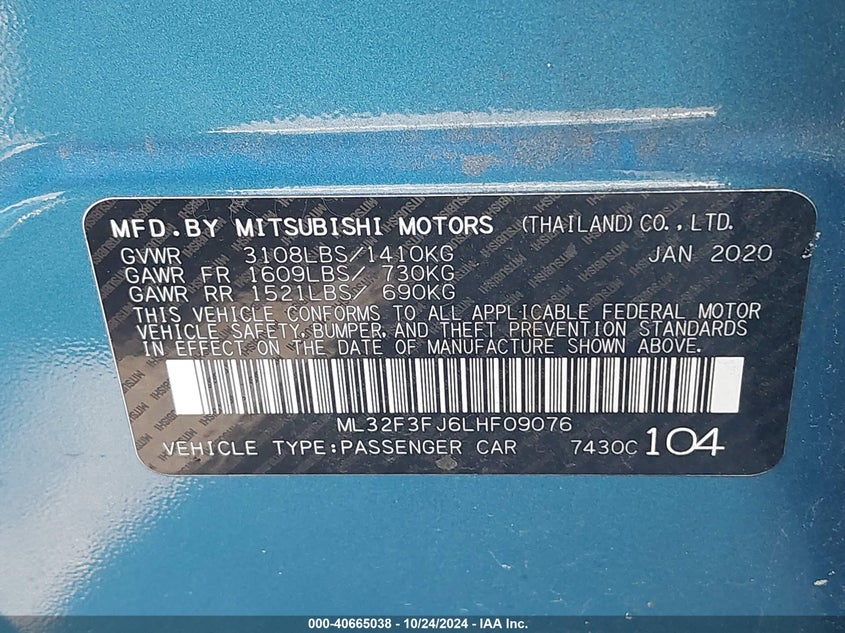 MFD.BY MITSUBISHI MOTORS (THAILAND)CO.,LTD.
GVWR 3108LBS/1410KG JAN 2020
GAWR FR 1609LBS/ 730KG
GAWR RR 1521LBS/ 690KG
THIS VEHICLE CONFORMS TO ALL APPLICABLE FEDERAL MOTOR
VEHICLE SAFETY,BUMPER,AND THEFT PREVENTION STANDARDS
IN EFFECT ON THE DATE OF MANUFACTURE SHOWN ABOVE.
ML32F3FJ6LHF09076
VEHICLE TYPE:PASSENGER CAR 7430C 104
000-40665038 - 10/24/2024 - IAA Inc.